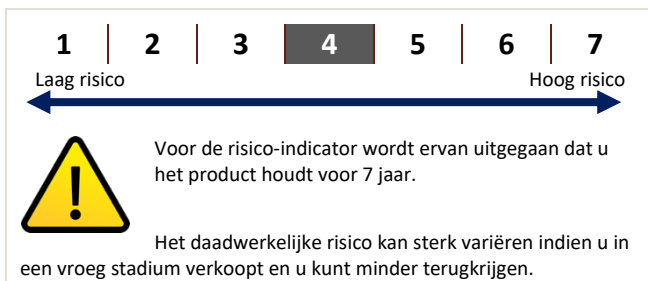 1 2 3 4 5 6 7
Laag risico Hoog risico
Voor de risico-indicator wordt ervan uitgegaan dat u
het product houdt voor 7 jaar.
Het daadwerkelijke risico kan sterk variëren indien u in
een vroeg stadium verkoopt en u kunt minder terugkrijgen.